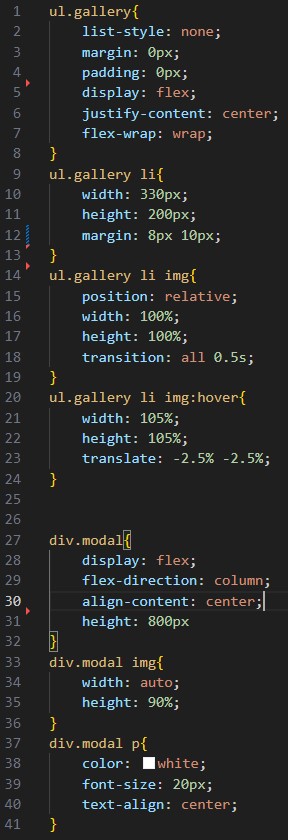 1 ul.gallery{
2     list-style: none;
3     margin: 0px;
4     padding: 0px;
5     display: flex;
6     justify-content: center;
7     flex-wrap: wrap;
8 }
9 ul.gallery li{
10     width: 330px;
11     height: 200px;
12     margin: 8px 10px;
13 }
14 ul.gallery li img{
15     position: relative;
16     width: 100%;
17     height: 100%;
18     transition: all 0.5s;
19 }
20 ul.gallery li img:hover{
21     width: 105%;
22     height: 105%;
23     translate: -2.5% -2.5%;
24 }
25
26
27 div.modal{
28     display: flex;
29     flex-direction: column;
30     align-content: center;
31     height: 800px
32 }
33 div.modal img{
34     width: auto;
35     height: 90%;
36 }
37 div.modal p{
38     color: white;
39     font-size: 20px;
40     text-align: center;
41 }